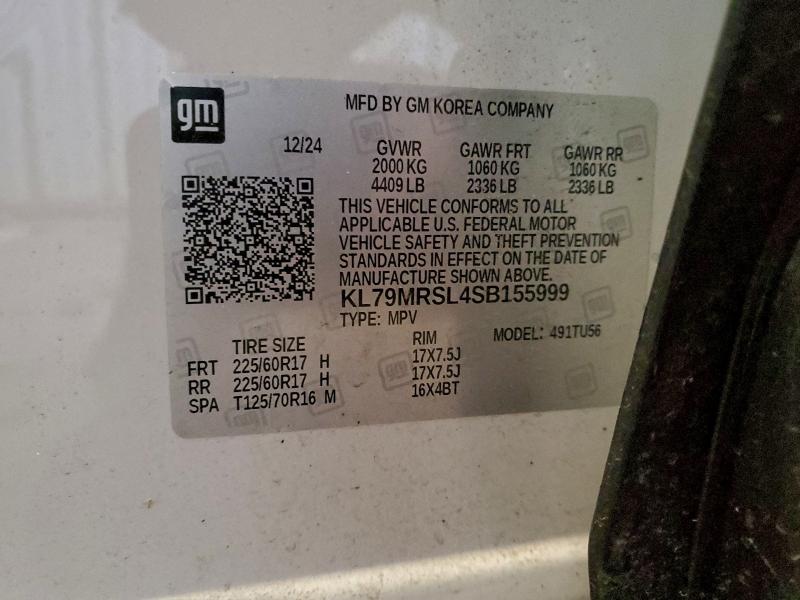 gm
MFD BY GM KOREA COMPANY
12/24 GVWR GAWR FRT GAWR RR
2000 KG 1060 KG 1060 KG
4409 LB 2336 LB 2336 LB
THIS VEHICLE CONFORMS TO ALL
APPLICABLE U.S. FEDERAL MOTOR
VEHICLE SAFETY AND THEFT PREVENTION
STANDARDS IN EFFECT ON THE DATE OF
MANUFACTURE SHOWN ABOVE.
KL79MRSL4SB155999
TYPE: MPV MODEL: 491TU56
TIRE SIZE RIM
FRT 225/60R17 H 17X7.5J
RR 225/60R17 H 17X7.5J
SPA T125/70R16 M 16X4BT